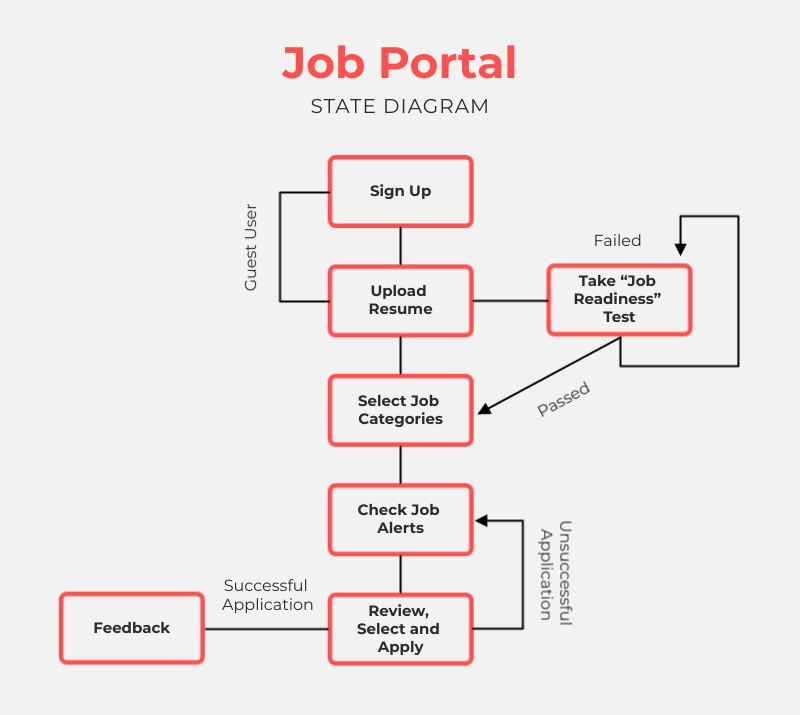 Job Portal
STATE DIAGRAM
Sign Up
Guest User
Upload
Resume
Failed
Take “Job
Readiness”
Test
Passed
Select Job
Categories
Check Job
Alerts
Unsuccessful
Application
Successful
Application
Feedback
Review,
Select and
Apply